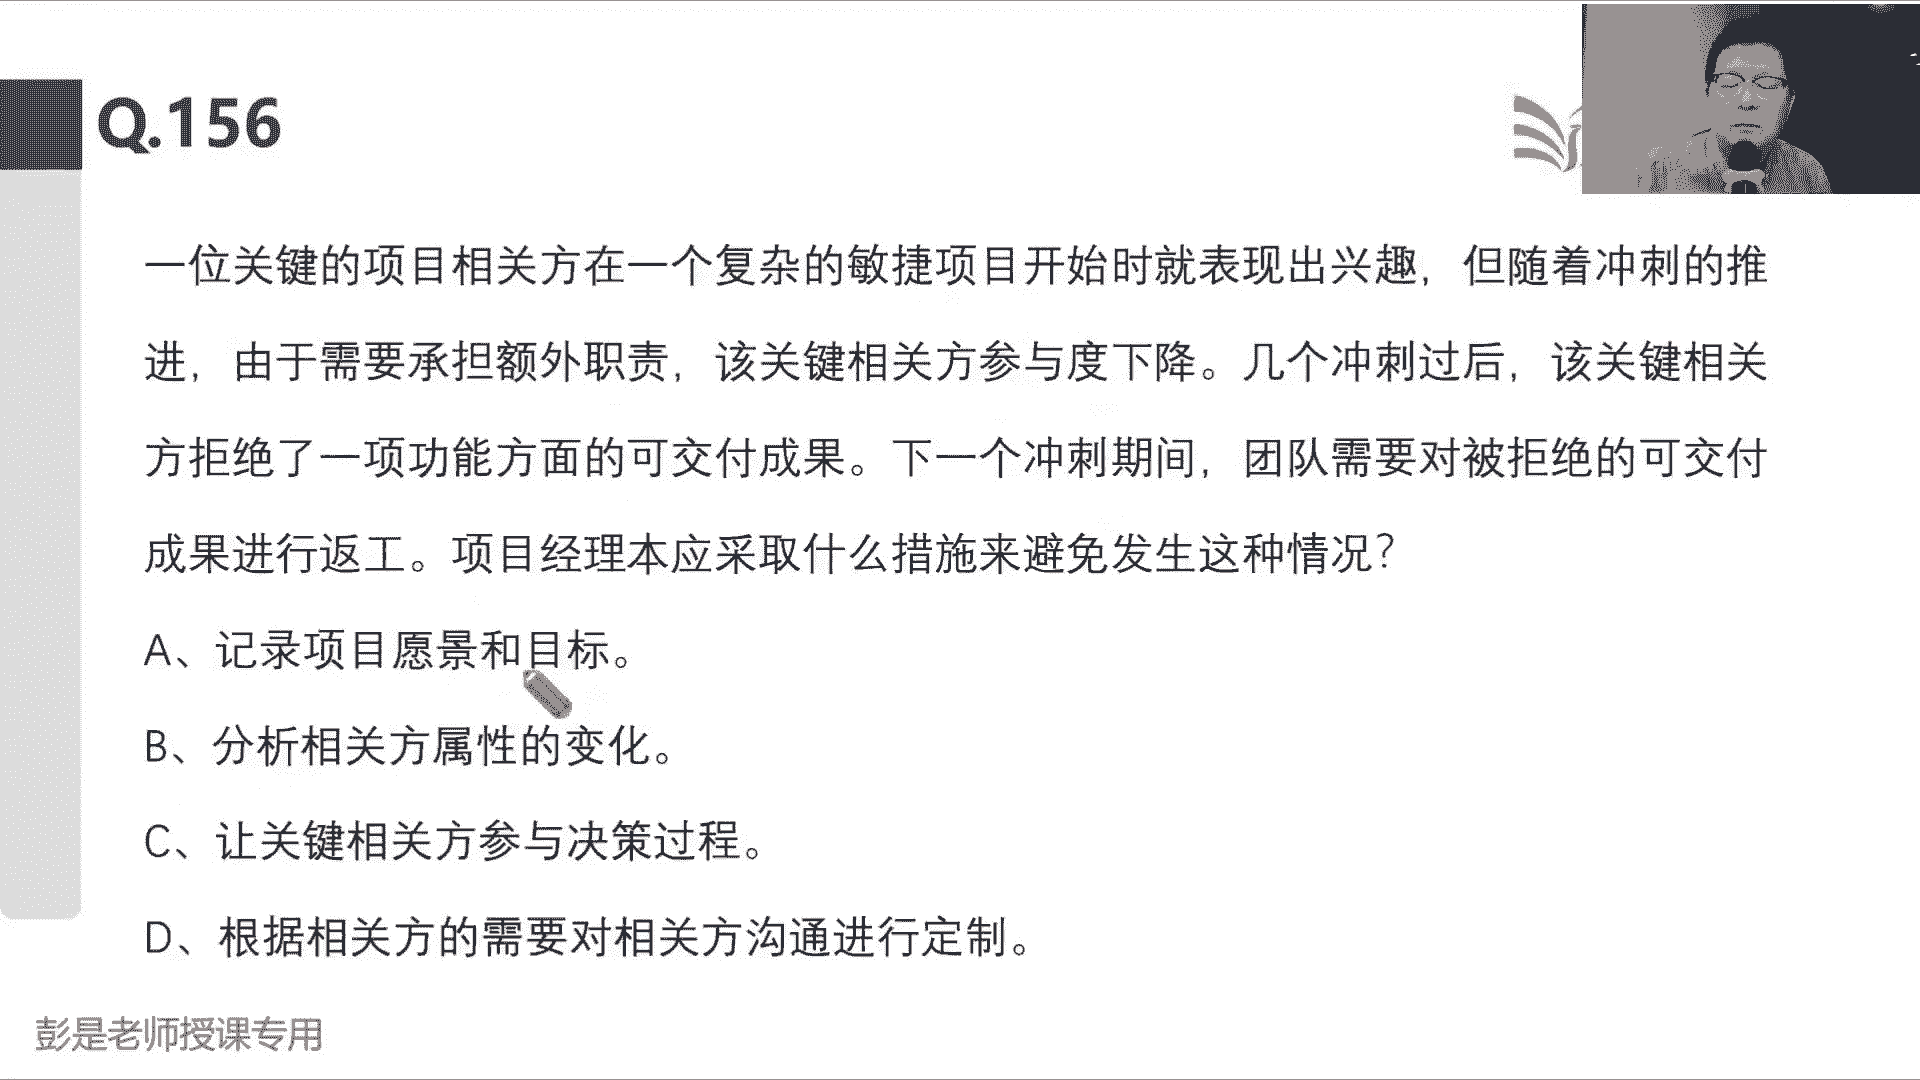 Q.156
一位关键的项目相关方在一个复杂的敏捷项目开始时就表现出兴趣，但随着冲刺的推
进，由于需要承担额外职责，该关键相关方参与度下降。几个冲刺过后，该关键相关
方拒绝了一项功能方面的可交付成果。下一个冲刺期间，团队需要对被拒绝的可交付
成果进行返工。项目经理本应采取什么措施来避免发生这种情况？
A、记录项目愿景和目标。
B、分析相关方属性的变化。
C、让关键相关方参与决策过程。
D、根据相关方的需要对相关方沟通进行定制。
彭是老师授课专用